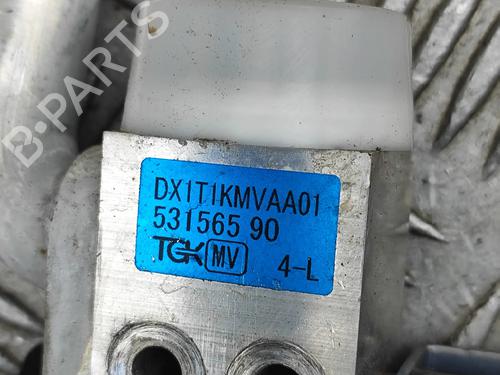 B-PARTS
DX1T1KMVAA01
531565 90
TGK MV 4-L